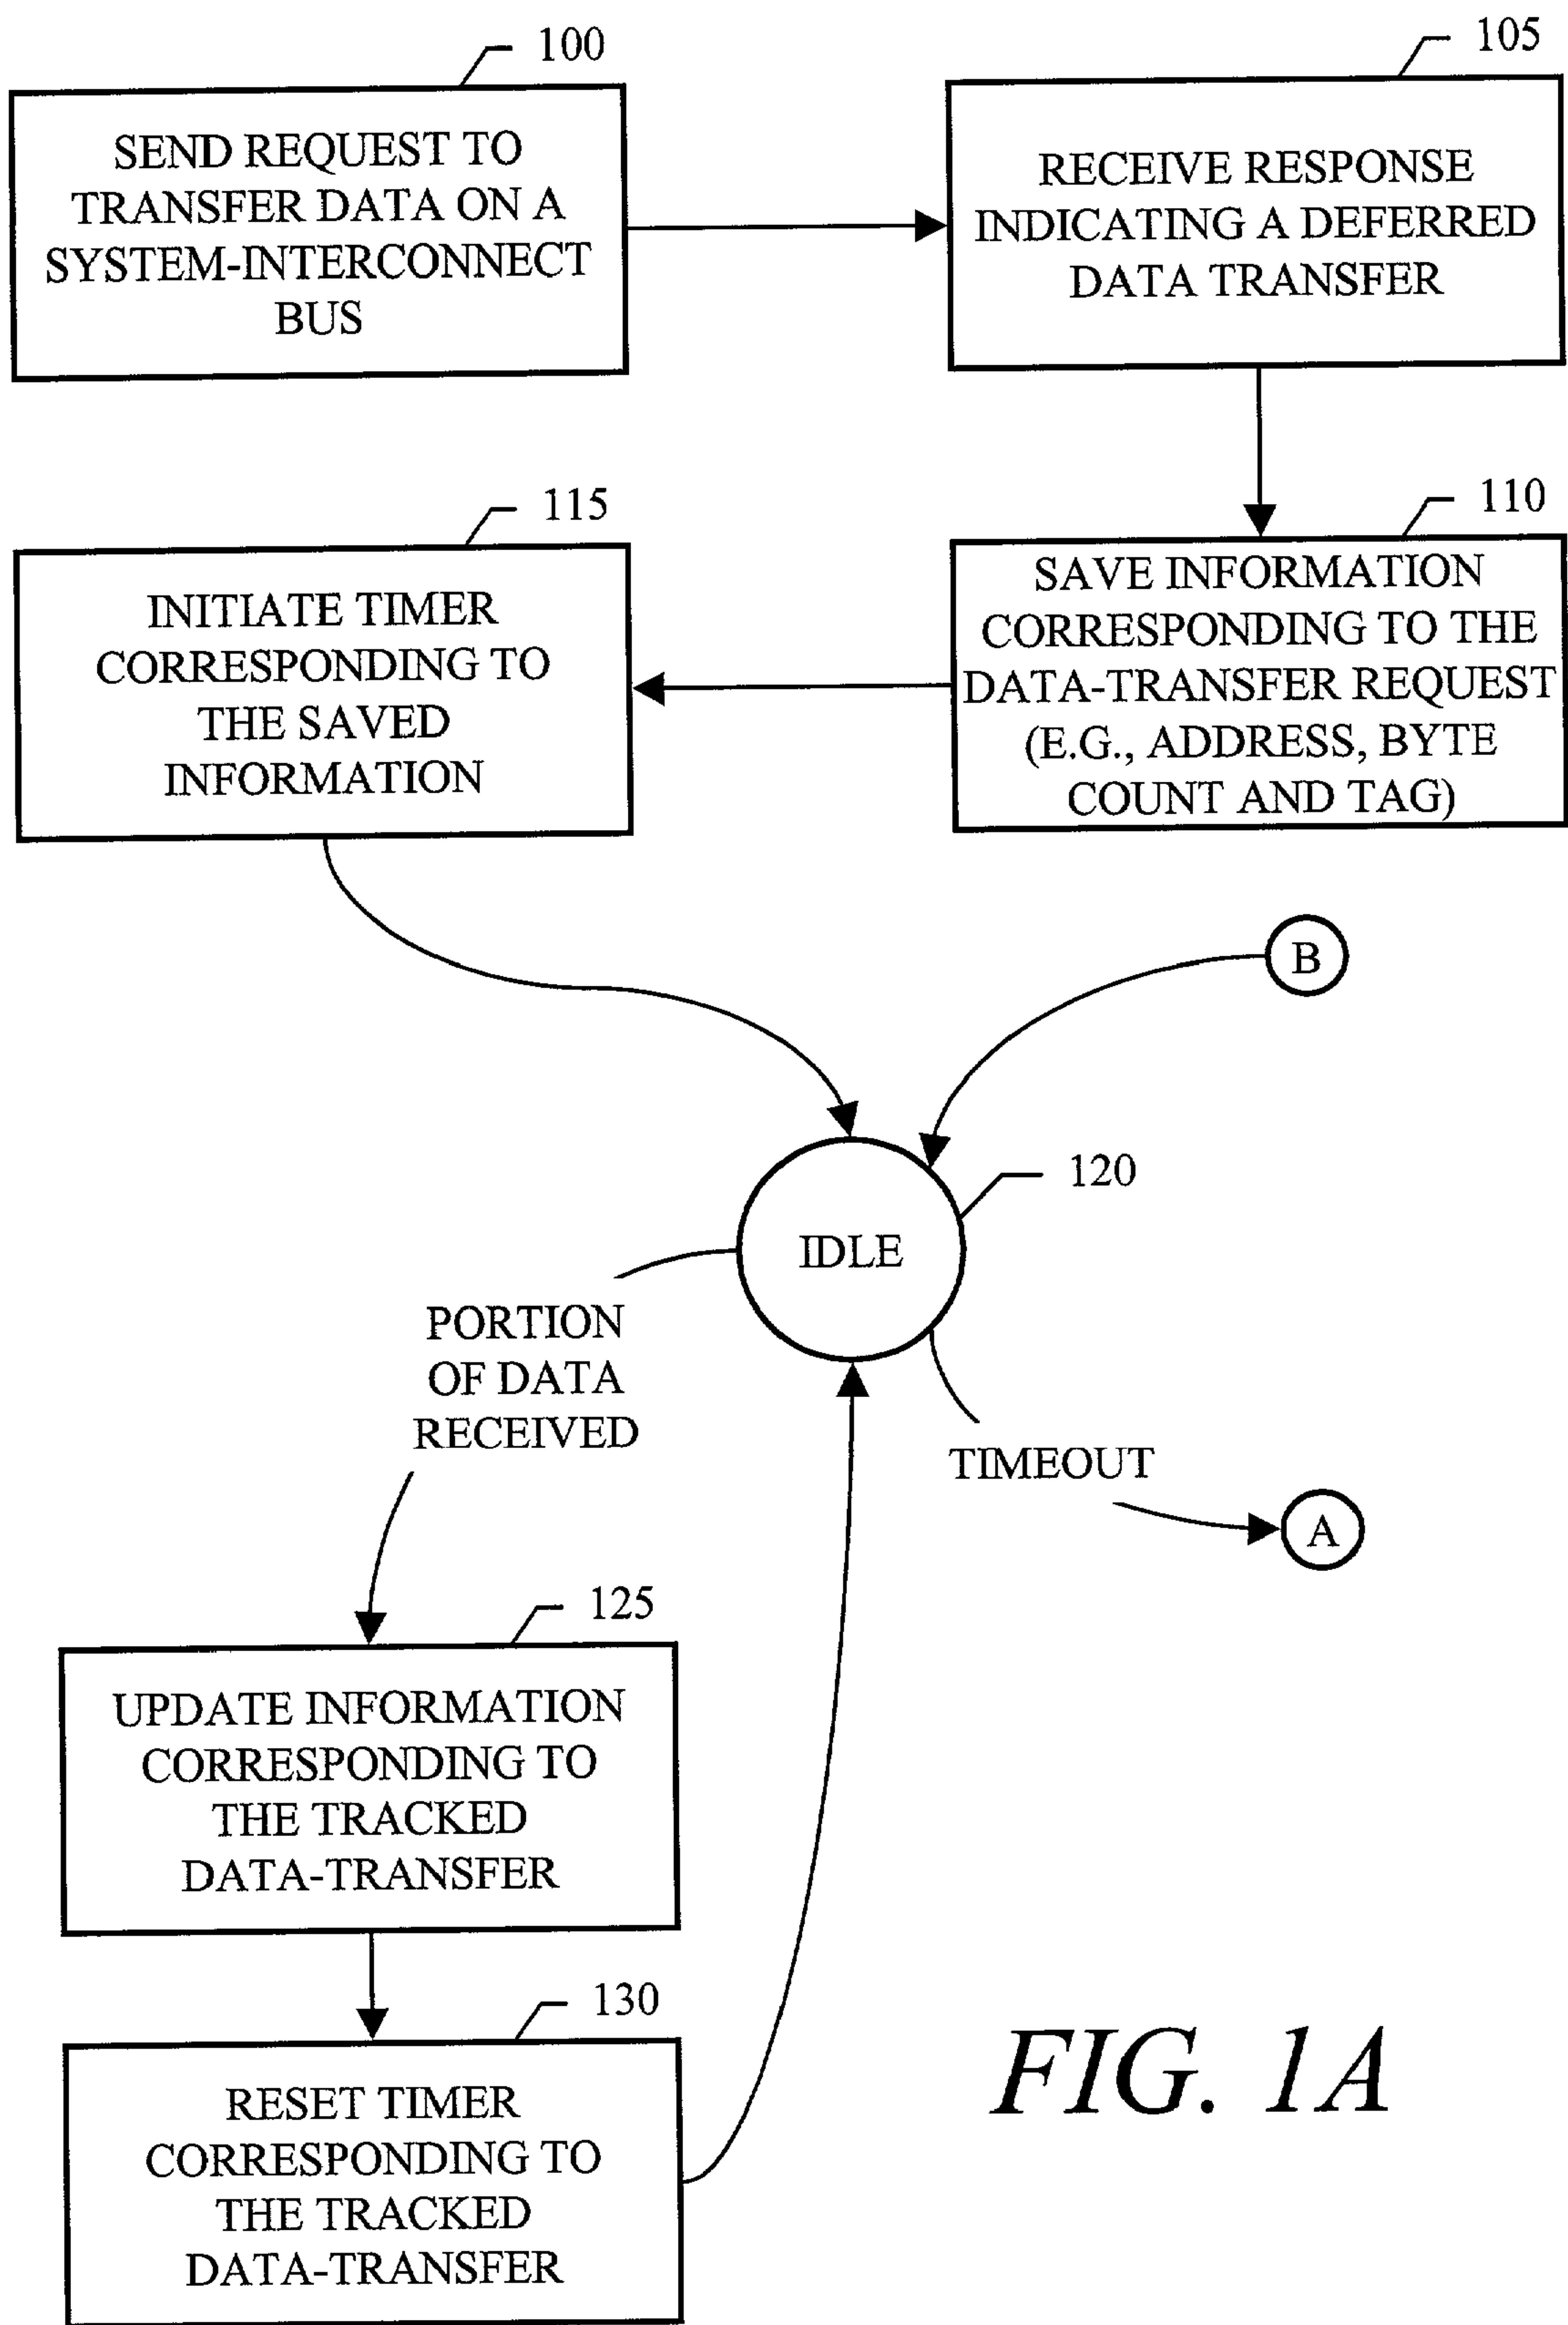 100
SEND REQUEST TO
TRANSFER DATA ON A
SYSTEM-INTERCONNECT
BUS
105
RECEIVE RESPONSE
INDICATING A DEFERRED
DATA TRANSFER
110
SAVE INFORMATION
CORRESPONDING TO THE
DATA-TRANSFER REQUEST
(E.G., ADDRESS, BYTE
COUNT AND TAG)
115
INITIATE TIMER
CORRESPONDING TO
THE SAVED
INFORMATION
B
120
IDLE
PORTION
OF DATA
RECEIVED
TIMEOUT
A
125
UPDATE INFORMATION
CORRESPONDING TO
THE TRACKED
DATA-TRANSFER
130
RESET TIMER
CORRESPONDING TO
THE TRACKED
DATA-TRANSFER
FIG. 1A